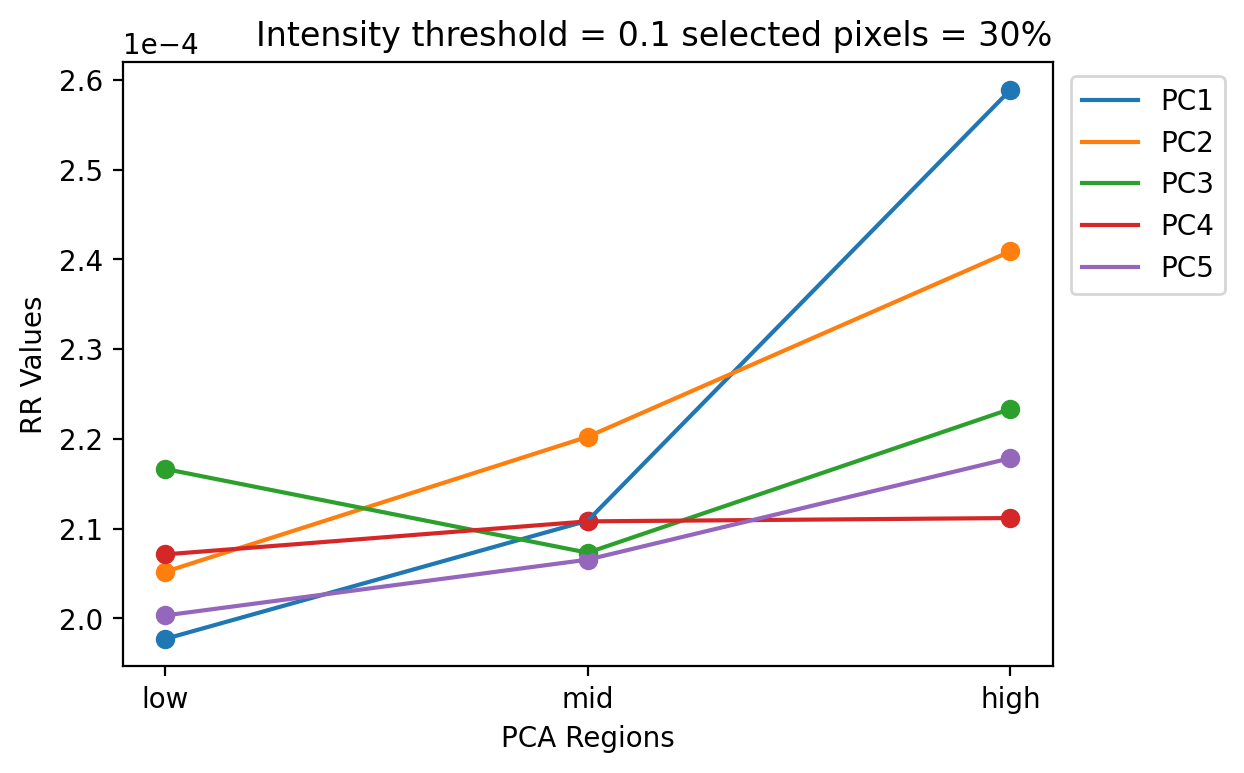 Intensity threshold = 0.1 selected pixels = 30%
1e−4
2.6
2.5
2.4
2.3
2.2
2.1
2.0
RR Values
low mid high
PCA Regions
PC1
PC2
PC3
PC4
PC5